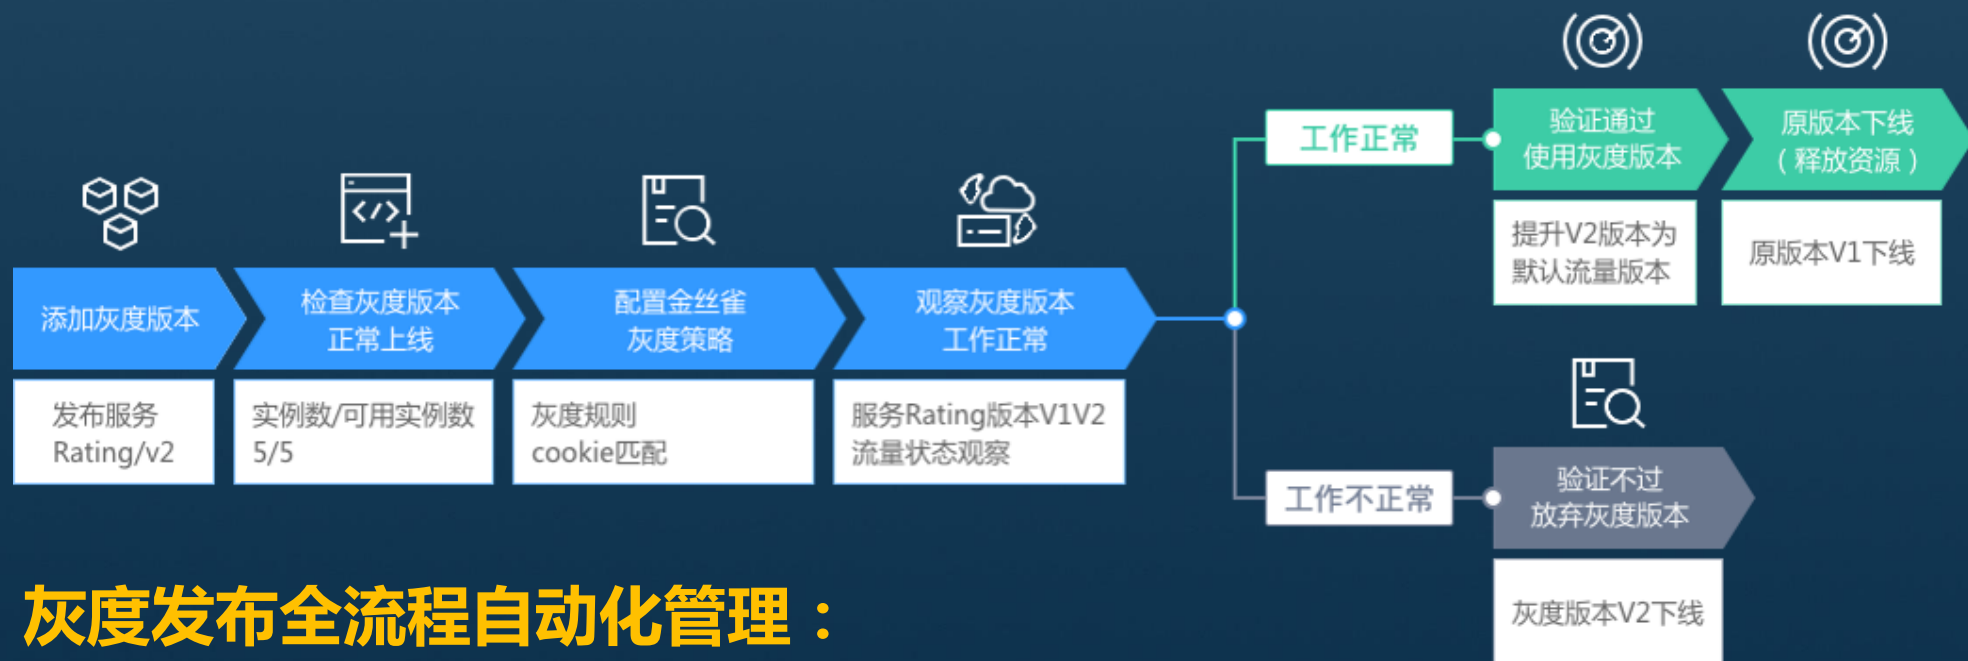 添加灰度版本
发布服务
Rating/v2
检查灰度版本
正常上线
实例数/可用实例数
5/5
配置金丝雀
灰度策略
灰度规则
cookie匹配
观察灰度版本
工作正常
服务Rating版本V1V2
流量状态观察
工作正常
验证通过
使用灰度版本
提升V2版本为
默认流量版本
原版本下线
（释放资源）
原版本V1下线
工作不正常
验证不过
放弃灰度版本
灰度版本V2下线
灰度发布全流程自动化管理：